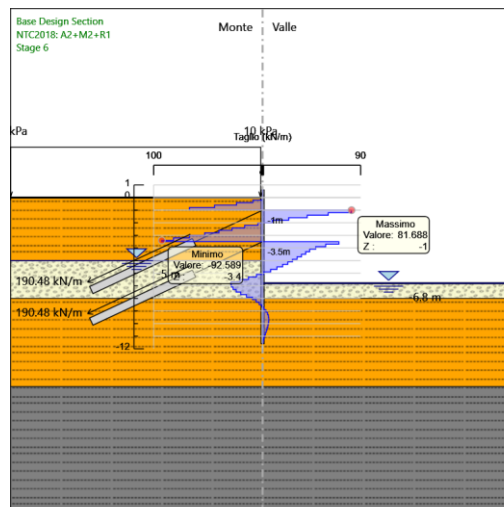 Base Design Section
NTC2018: A2+M2+R1
Stage 6
Monte
Valle
kPa
10 kPa
Taglio (kN/m)
100
90
1
0
-1m
Massimo
Valore: 81.688
Z : -1
-3.5m
Minimo
Valore: -92.589
Z: -3.4
190.48 kN/m
-6.8 m
190.48 kN/m
-12